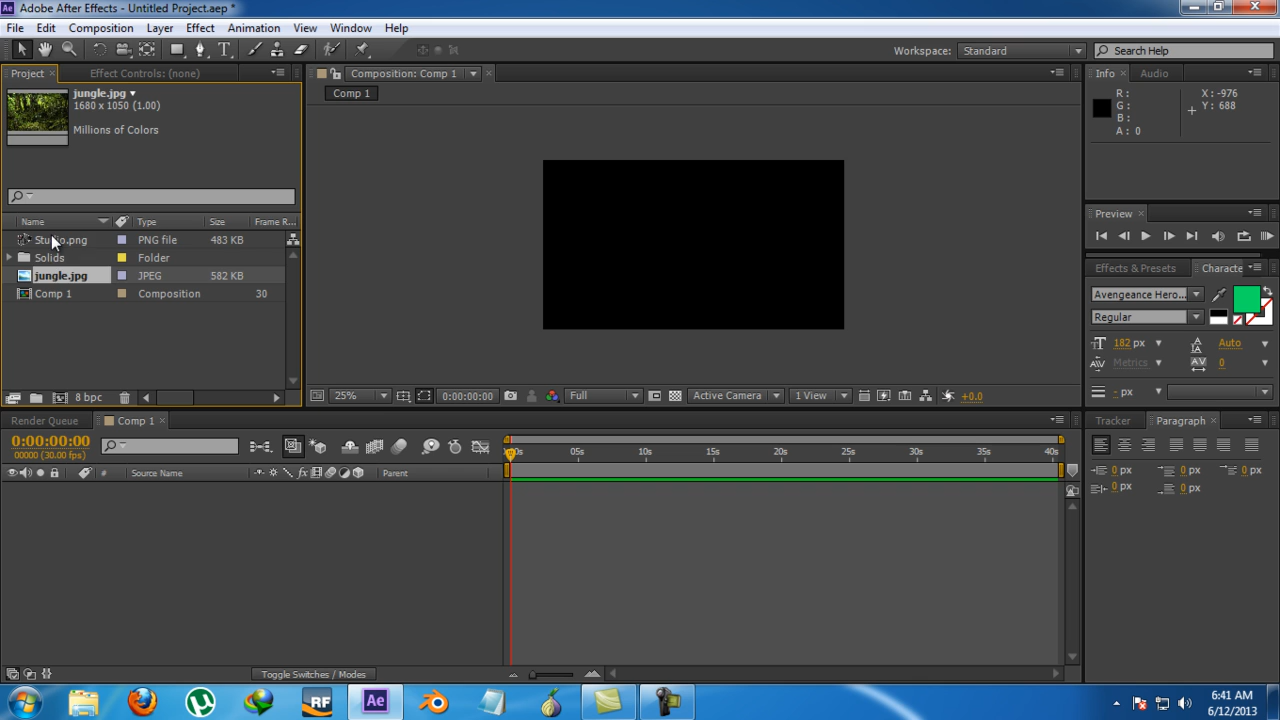 Ae Adobe After Effects - Untitled Project.aep *
File Edit Composition Layer Effect Animation View Window Help
T Workspace: Standard Search Help
Project Effect Controls: (none)
jungle.jpg
1680 x 1050 (1.00)
Millions of Colors
Name Type Size Frame R...
Studio.png PNG file 483 KB
Solids Folder
jungle.jpg JPEG 582 KB
Comp 1 Composition 30
8 bpc
Composition: Comp 1
Comp 1
25% 0:00:00:00 Full Active Camera 1 View +0.0
Info Audio
R : X : -976
G : Y : 688
B :
A : 0
Preview
Effects & Presets Characte
Avengeance Hero...
Regular
182 px Auto
Metrics 0
- px
Render Queue Comp 1
0:00:00:00
00000 (30.00 fps)
# Source Name Parent
05s 10s 15s 20s 25s 30s 35s 40s
Toggle Switches / Modes
Tracker Paragraph
0 px 0 px 0 px
0 px 0 px
RF Ae
6:41 AM
6/12/2013